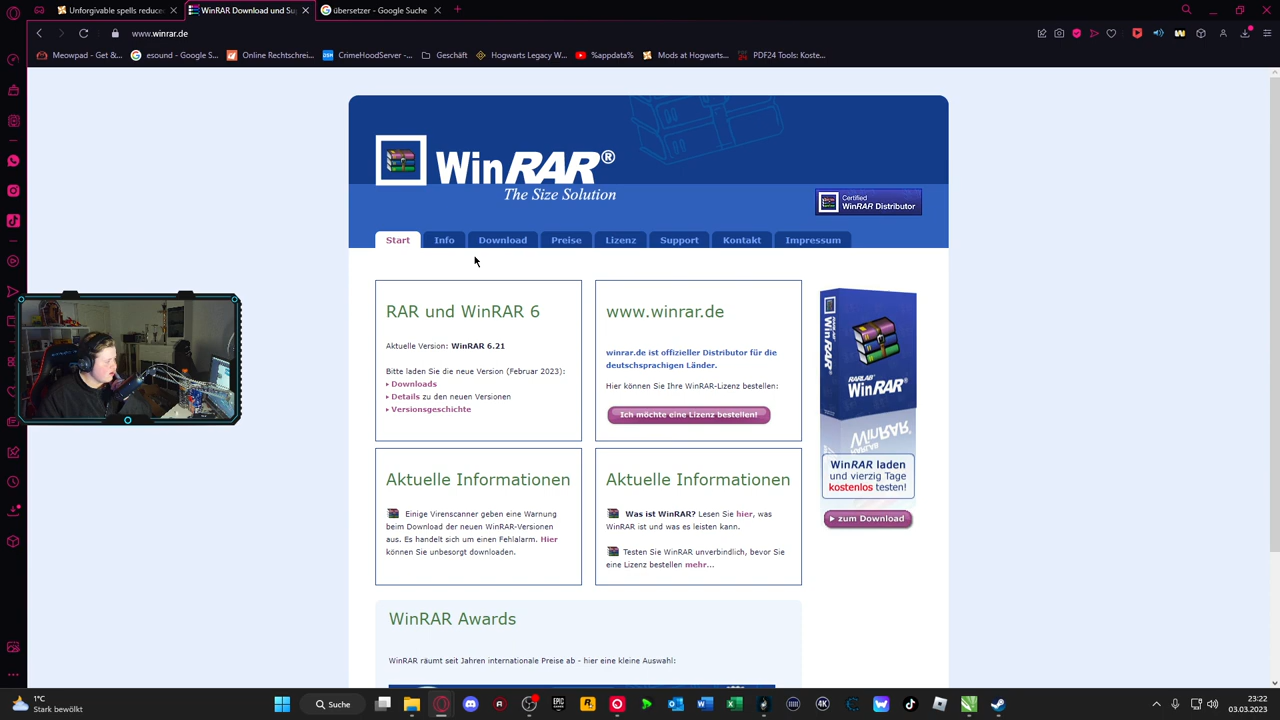 Unforgivable spells reduced
WinRAR Download und Su
übersetzer - Google Suche
www.winrar.de
Meowpad - Get &...
esound - Google S...
Online Rechtschrei...
CrimeHoodServer -...
Geschäft
Hogwarts Legacy W...
%appdata%
Mods at Hogwarts...
PDF24 Tools: Koste...
WinRAR®
The Size Solution
Certified
WinRAR Distributor
Start
Info
Download
Preise
Lizenz
Support
Kontakt
Impressum
RAR und WinRAR 6
Aktuelle Version: WinRAR 6.21
Bitte laden Sie die neue Version (Februar 2023):
Downloads
Details zu den neuen Versionen
Versionsgeschichte
www.winrar.de
winrar.de ist offizieller Distributor für die
deutschsprachigen Länder.
Hier können Sie Ihre WinRAR-Lizenz bestellen:
Ich möchte eine Lizenz bestellen!
WinRAR
RARLAB
WinRAR
WinRAR laden
und vierzig Tage
kostenlos testen!
zum Download
Aktuelle Informationen
Einige Virenscanner geben eine Warnung
beim Download der neuen WinRAR-Versionen
aus. Es handelt sich um einen Fehlalarm. Hier
können Sie unbesorgt downloaden.
Aktuelle Informationen
Was ist WinRAR? Lesen Sie hier, was
WinRAR ist und was es leisten kann.
Testen Sie WinRAR unverbindlich, bevor Sie
eine Lizenz bestellen mehr...
WinRAR Awards
WinRAR räumt seit Jahren internationale Preise ab - hier eine kleine Auswahl:
1°C
Stark bewölkt
Suche
EPIC
GAMES
4K
23:22
03.03.2023